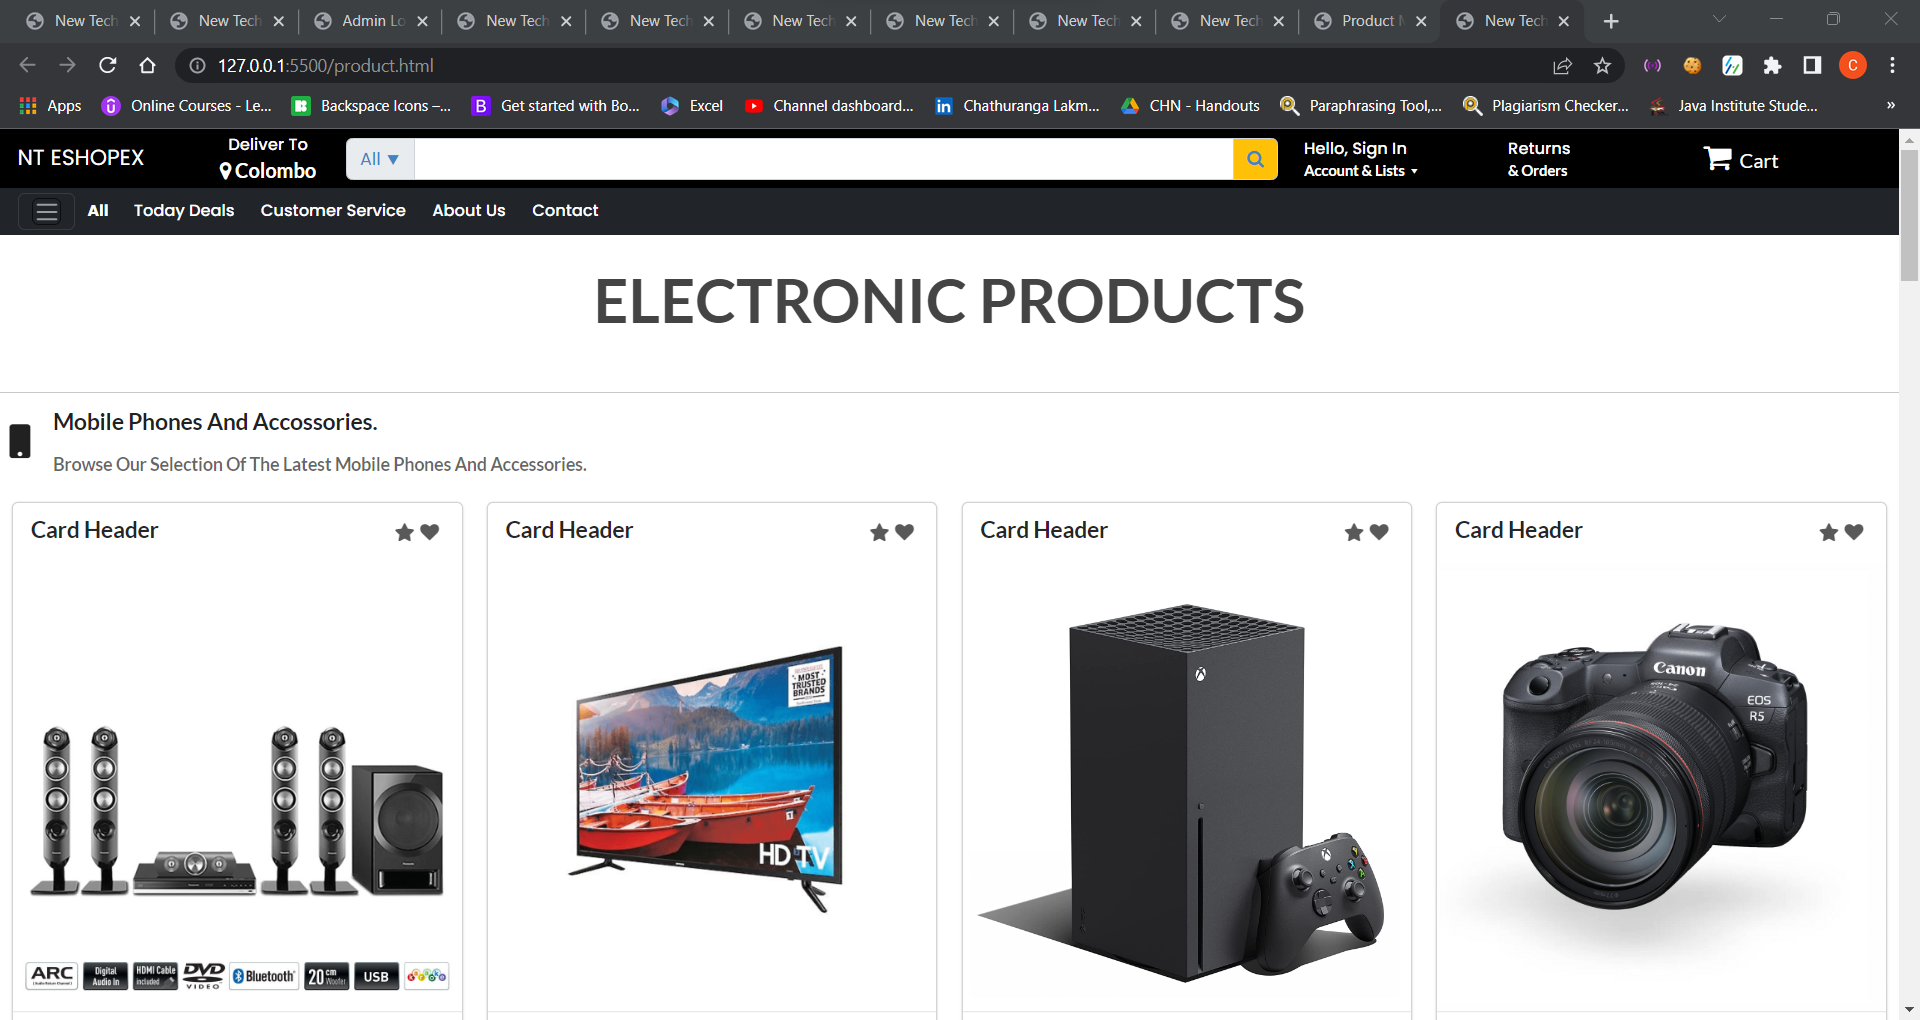 New Tech
New Tech
Admin Lo
New Tech
New Tech
New Tech
New Tech
New Tech
New Tech
Product M
New Tech
127.0.0.1:5500/product.html
C
Apps
Online Courses - Le...
Backspace Icons –...
B
Get started with Bo...
Excel
Channel dashboard...
in
Chathuranga Lakm...
CHN - Handouts
Paraphrasing Tool,...
Plagiarism Checker...
Java Institute Stude...
»
NT ESHOPEX
Deliver To
Colombo
All ▼
Hello, Sign In
Account & Lists
Returns
& Orders
Cart
All
Today Deals
Customer Service
About Us
Contact
ELECTRONIC PRODUCTS
Mobile Phones And Accossories.
Browse Our Selection Of The Latest Mobile Phones And Accessories.
Card Header
Card Header
Card Header
Card Header
MOST
TRUSTED
BRANDS
HD TV
Canon
EOS
R5
ARC
Digital
Audio In
HDMI Cable
included
DVD
VIDEO
Bluetooth
20 cm
Woofer
USB